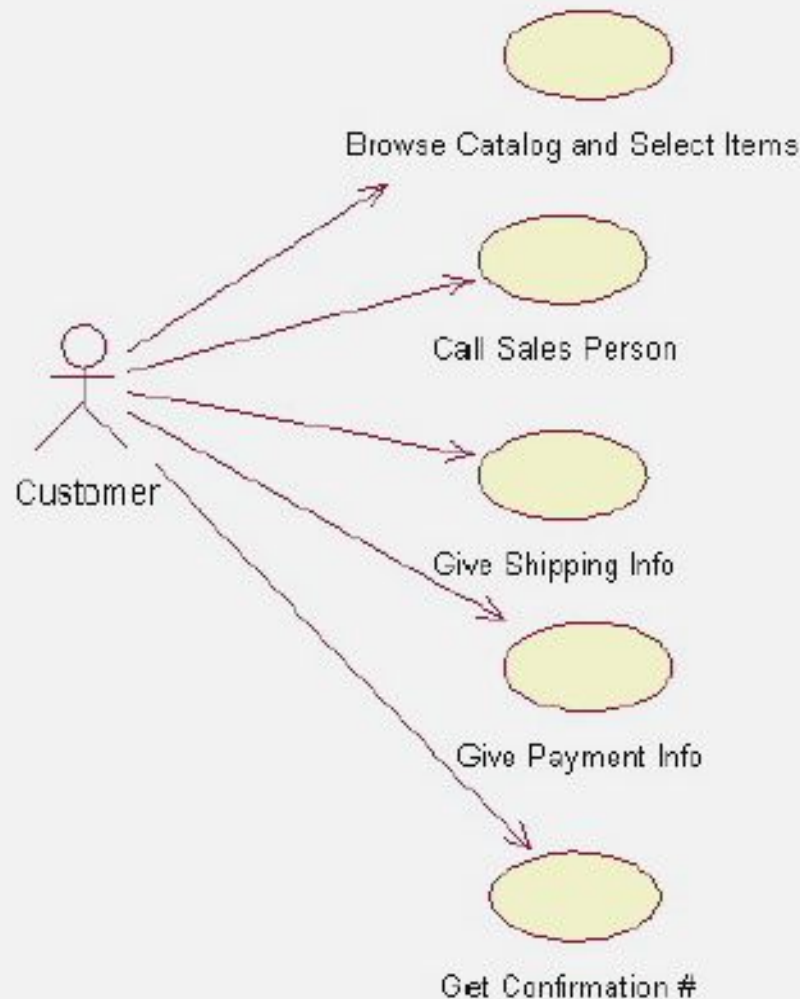 Browse Catalog and Select Items
Call Sales Person
Customer
Give Shipping Info
Give Payment Info
Get Confirmation #